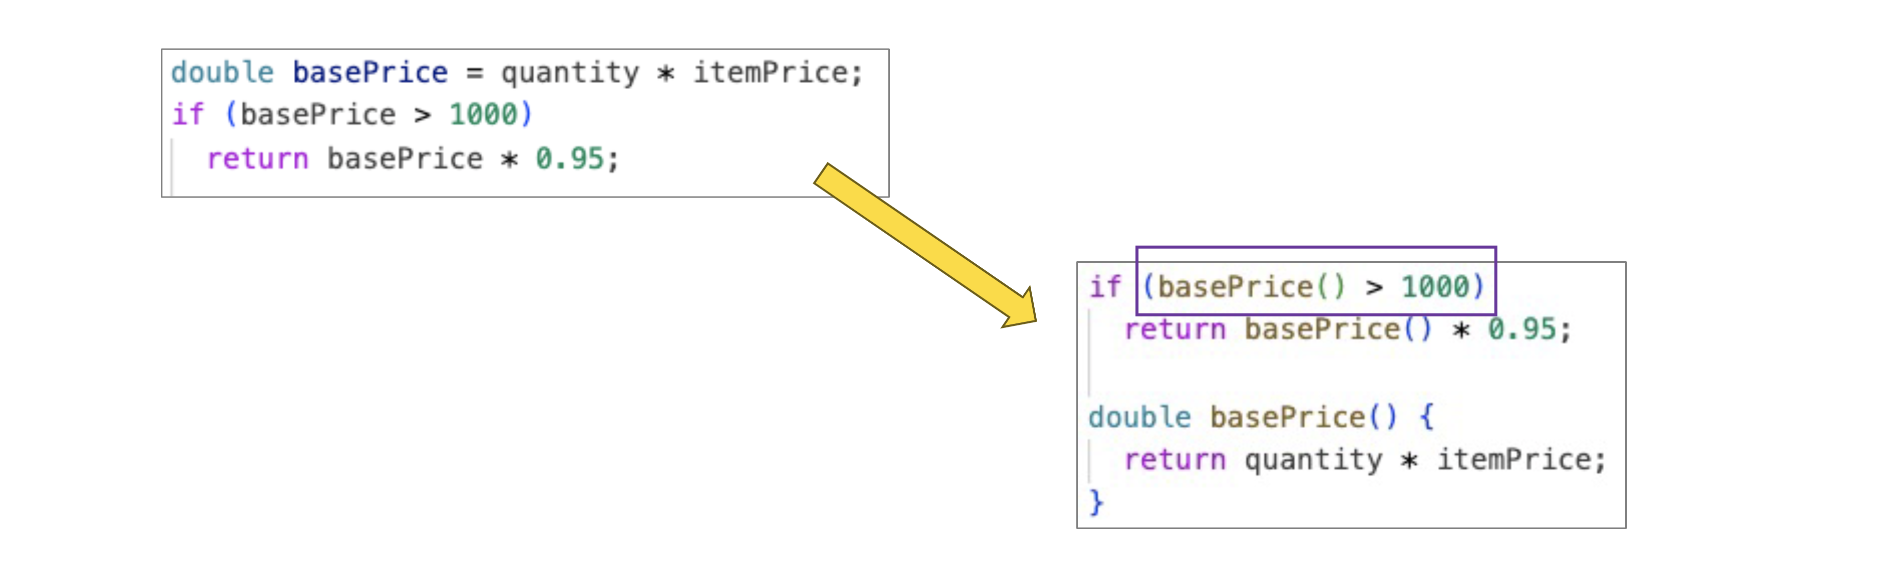 double basePrice = quantity * itemPrice;
if (basePrice > 1000)
return basePrice * 0.95;
if (basePrice() > 1000)
return basePrice() * 0.95;
double basePrice() {
return quantity * itemPrice;
}